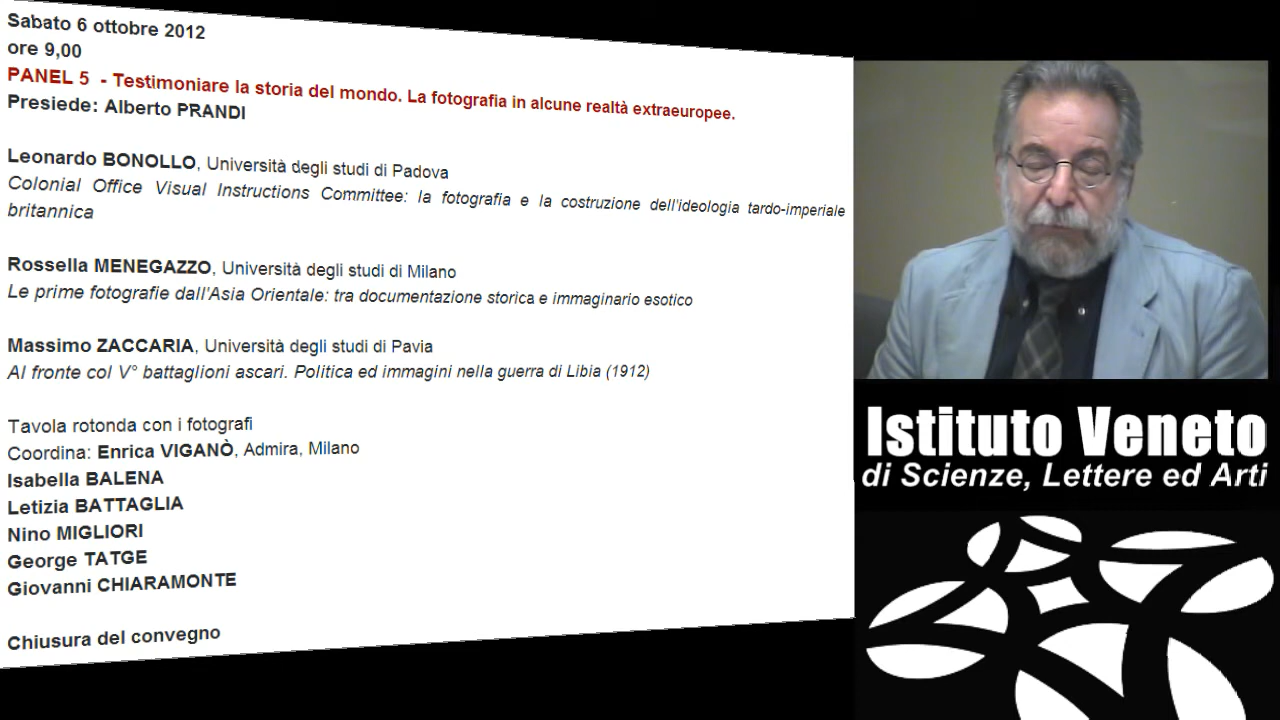 Sabato 6 ottobre 2012
ore 9,00
PANEL 5 - Testimoniare la storia del mondo. La fotografia in alcune realtà extraeuropee.
Presiede: Alberto PRANDI
Leonardo BONOLLO, Università degli studi di Padova
Colonial Office Visual Instructions Committee: la fotografia e la costruzione dell'ideologia tardo-imperiale
britannica
Rossella MENEGAZZO, Università degli studi di Milano
Le prime fotografie dall'Asia Orientale: tra documentazione storica e immaginario esotico
Massimo ZACCARIA, Università degli studi di Pavia
Al fronte col V° battaglioni ascari. Politica ed immagini nella guerra di Libia (1912)
Tavola rotonda con i fotografi
Coordina: Enrica VIGANÒ, Admira, Milano
Isabella BALENA
Letizia BATTAGLIA
Nino MIGLIORI
George TATGE
Giovanni CHIARAMONTE
Chiusura del convegno
Istituto Veneto
di Scienze, Lettere ed Arti